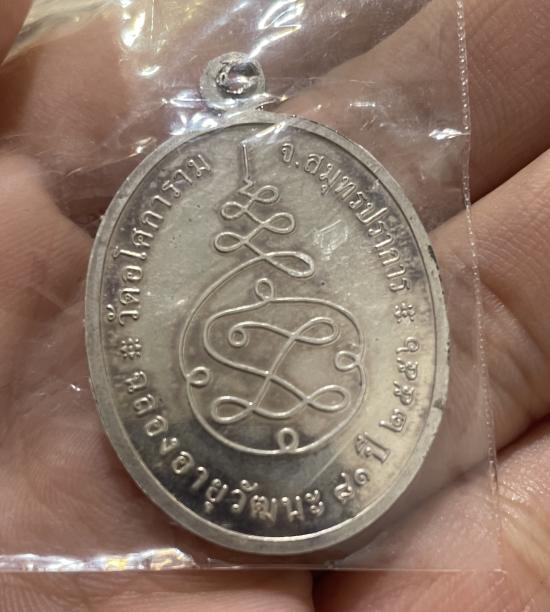 วัดอโศการาม จ.สมุทรปราการ
ฉลองอายุวัฒนะ ๘๑ ปี ๒๕๕๖